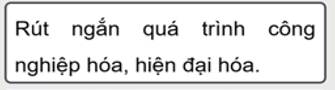 Rút ngắn quá trình công
nghiệp hóa, hiện đại hóa.